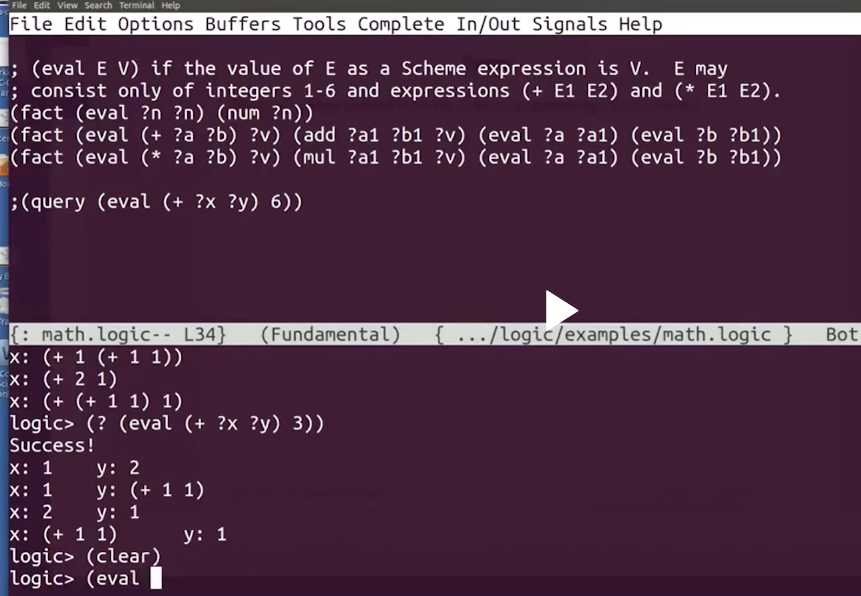 File Edit View Search Terminal Help
File Edit Options Buffers Tools Complete In/Out Signals Help
; (eval E V) if the value of E as a Scheme expression is V.  E may
; consist only of integers 1-6 and expressions (+ E1 E2) and (* E1 E2).
(fact (eval ?n ?n) (num ?n))
(fact (eval (+ ?a ?b) ?v) (add ?a1 ?b1 ?v) (eval ?a ?a1) (eval ?b ?b1))
(fact (eval (* ?a ?b) ?v) (mul ?a1 ?b1 ?v) (eval ?a ?a1) (eval ?b ?b1))
;(query (eval (+ ?x ?y) 6))
{: math.logic-- L34}   (Fundamental)   { .../logic/examples/math.logic }   Bot
x: (+ 1 (+ 1 1))
x: (+ 2 1)
x: (+ (+ 1 1) 1)
logic> (? (eval (+ ?x ?y) 3))
Success!
x: 1    y: 2
x: 1    y: (+ 1 1)
x: 2    y: 1
x: (+ 1 1)      y: 1
logic> (clear)
logic> (eval